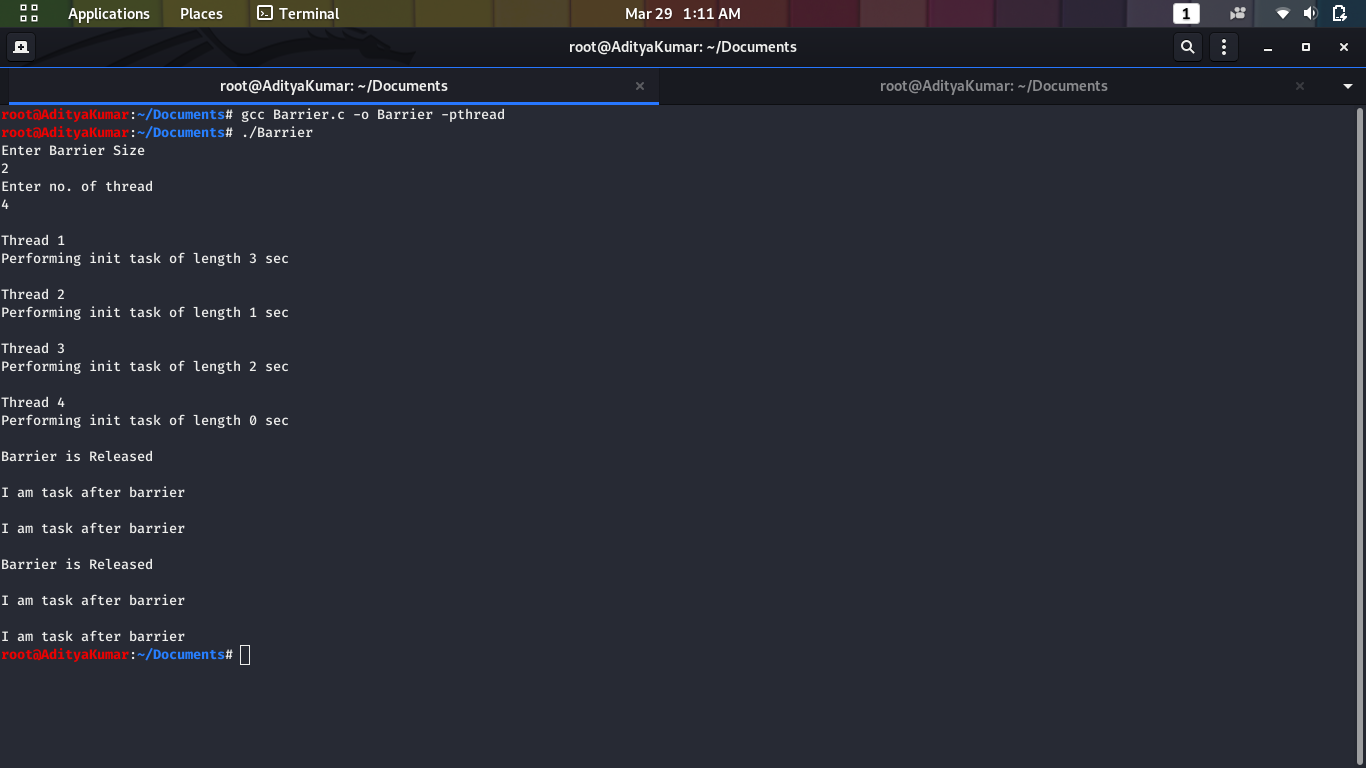 Applications Places Terminal Mar 29 1:11 AM 1
root@AdityaKumar: ~/Documents
root@AdityaKumar: ~/Documents root@AdityaKumar: ~/Documents
root@AdityaKumar:~/Documents# gcc Barrier.c -o Barrier -pthread
root@AdityaKumar:~/Documents# ./Barrier
Enter Barrier Size
2
Enter no. of thread
4
Thread 1
Performing init task of length 3 sec
Thread 2
Performing init task of length 1 sec
Thread 3
Performing init task of length 2 sec
Thread 4
Performing init task of length 0 sec
Barrier is Released
I am task after barrier
I am task after barrier
Barrier is Released
I am task after barrier
I am task after barrier
root@AdityaKumar:~/Documents#